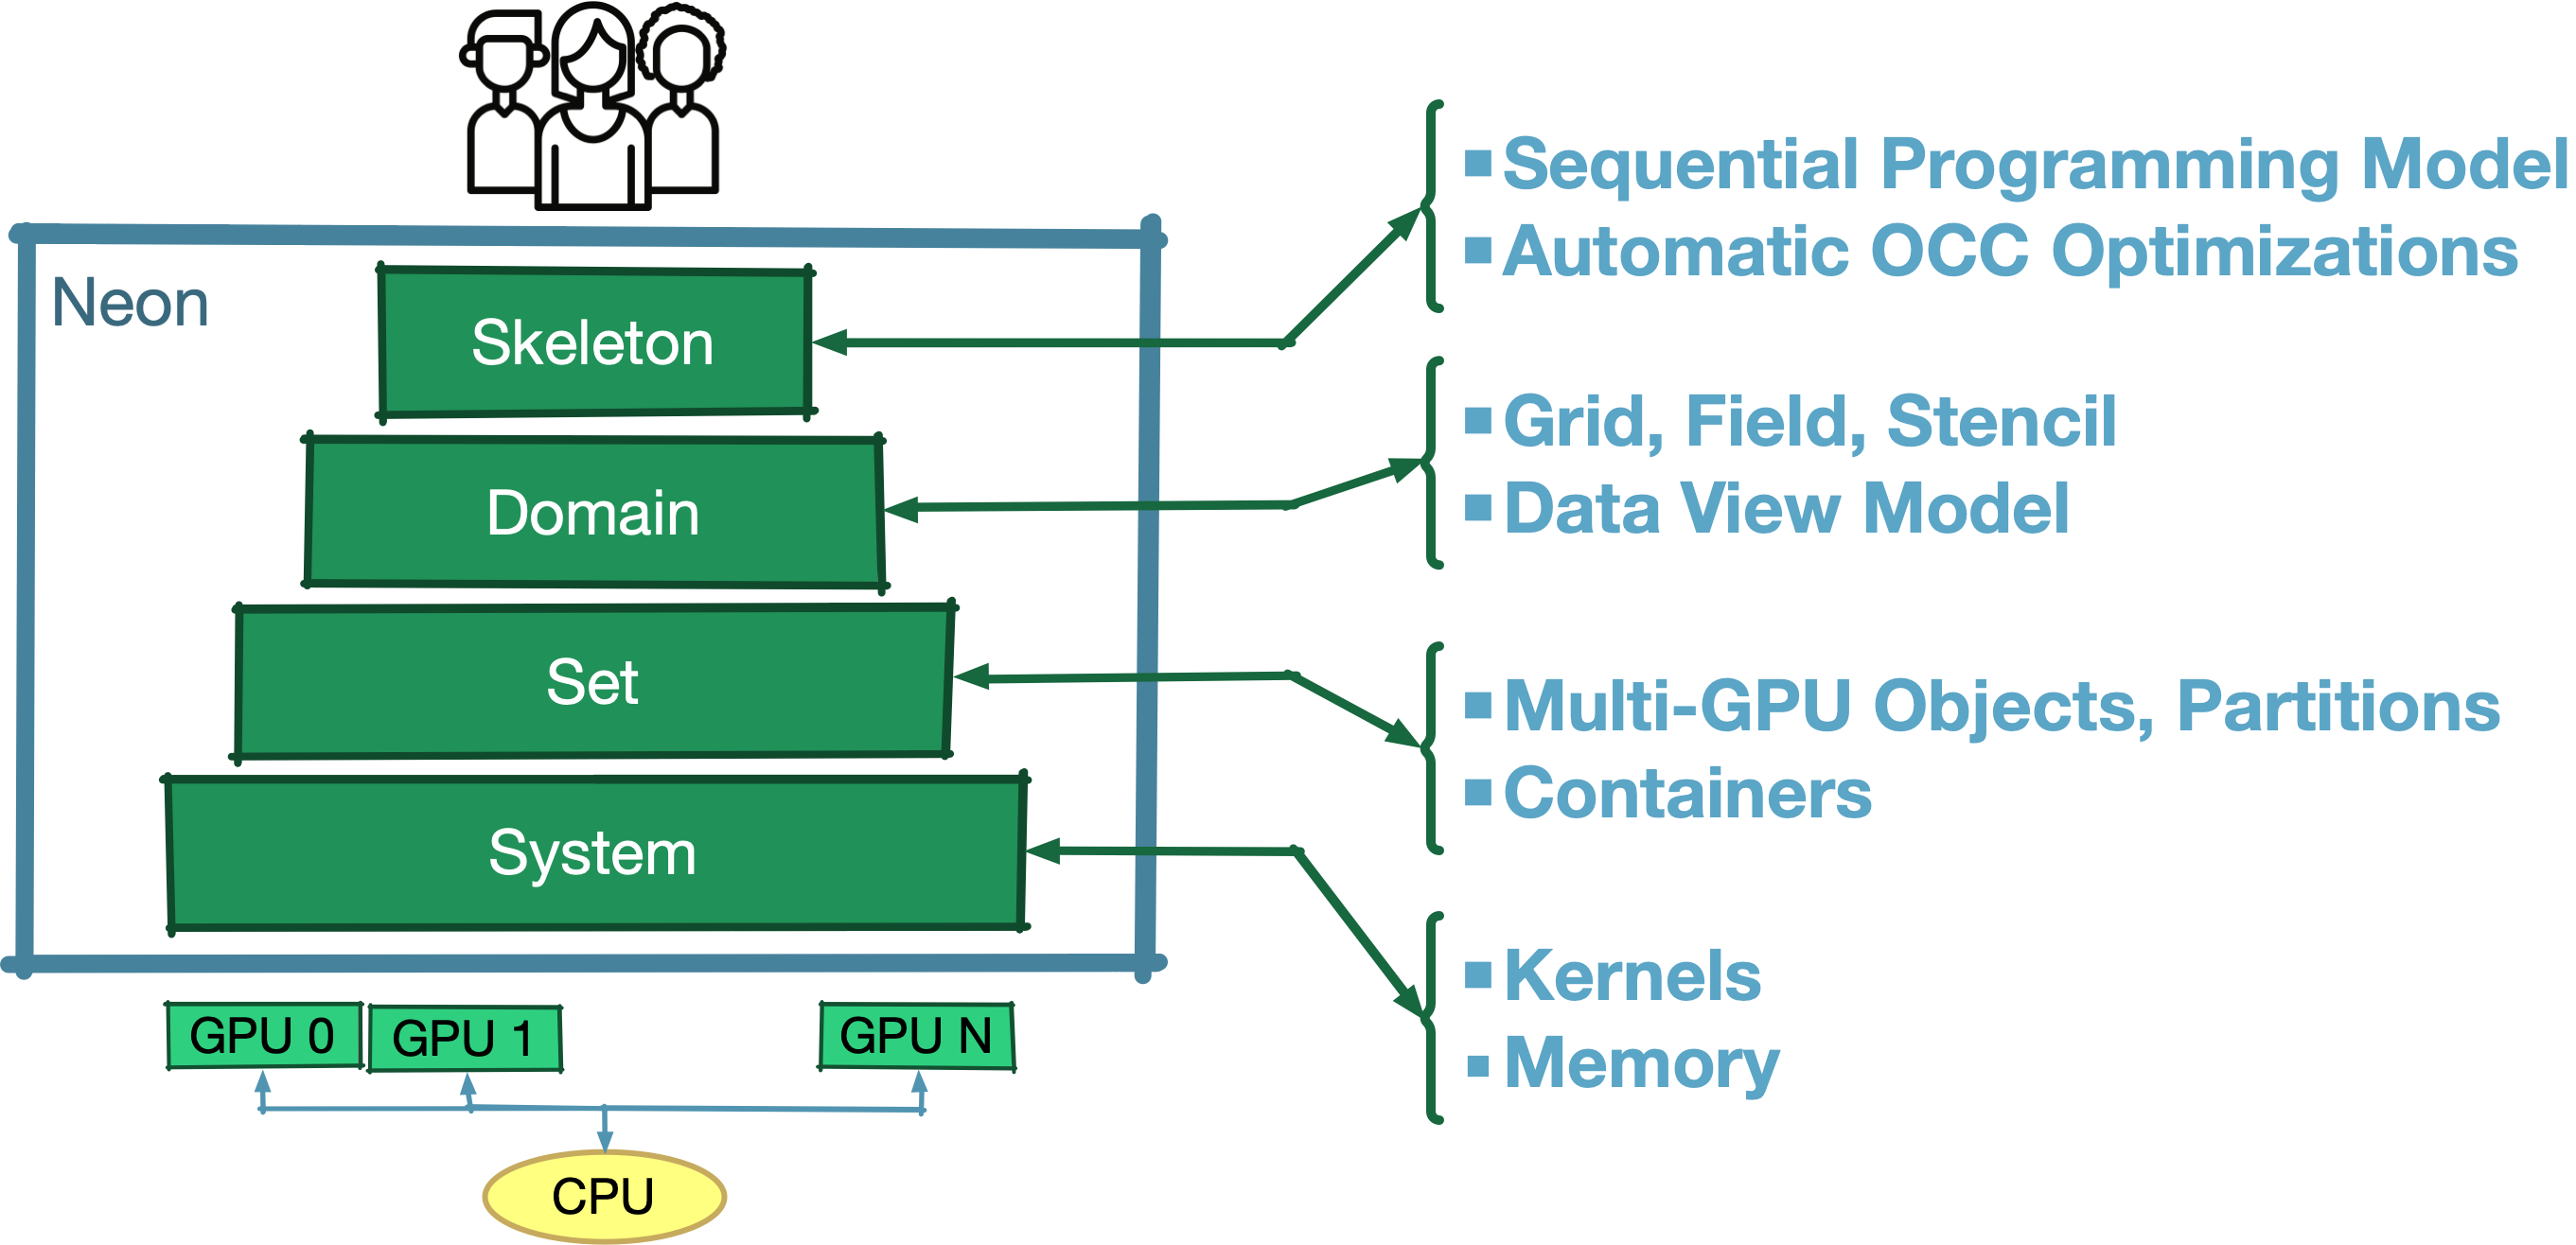 Neon
Skeleton
Domain
Set
System
GPU 0
GPU 1
GPU N
CPU
Sequential Programming Model
Automatic OCC Optimizations
Grid, Field, Stencil
Data View Model
Multi-GPU Objects, Partitions
Containers
Kernels
Memory